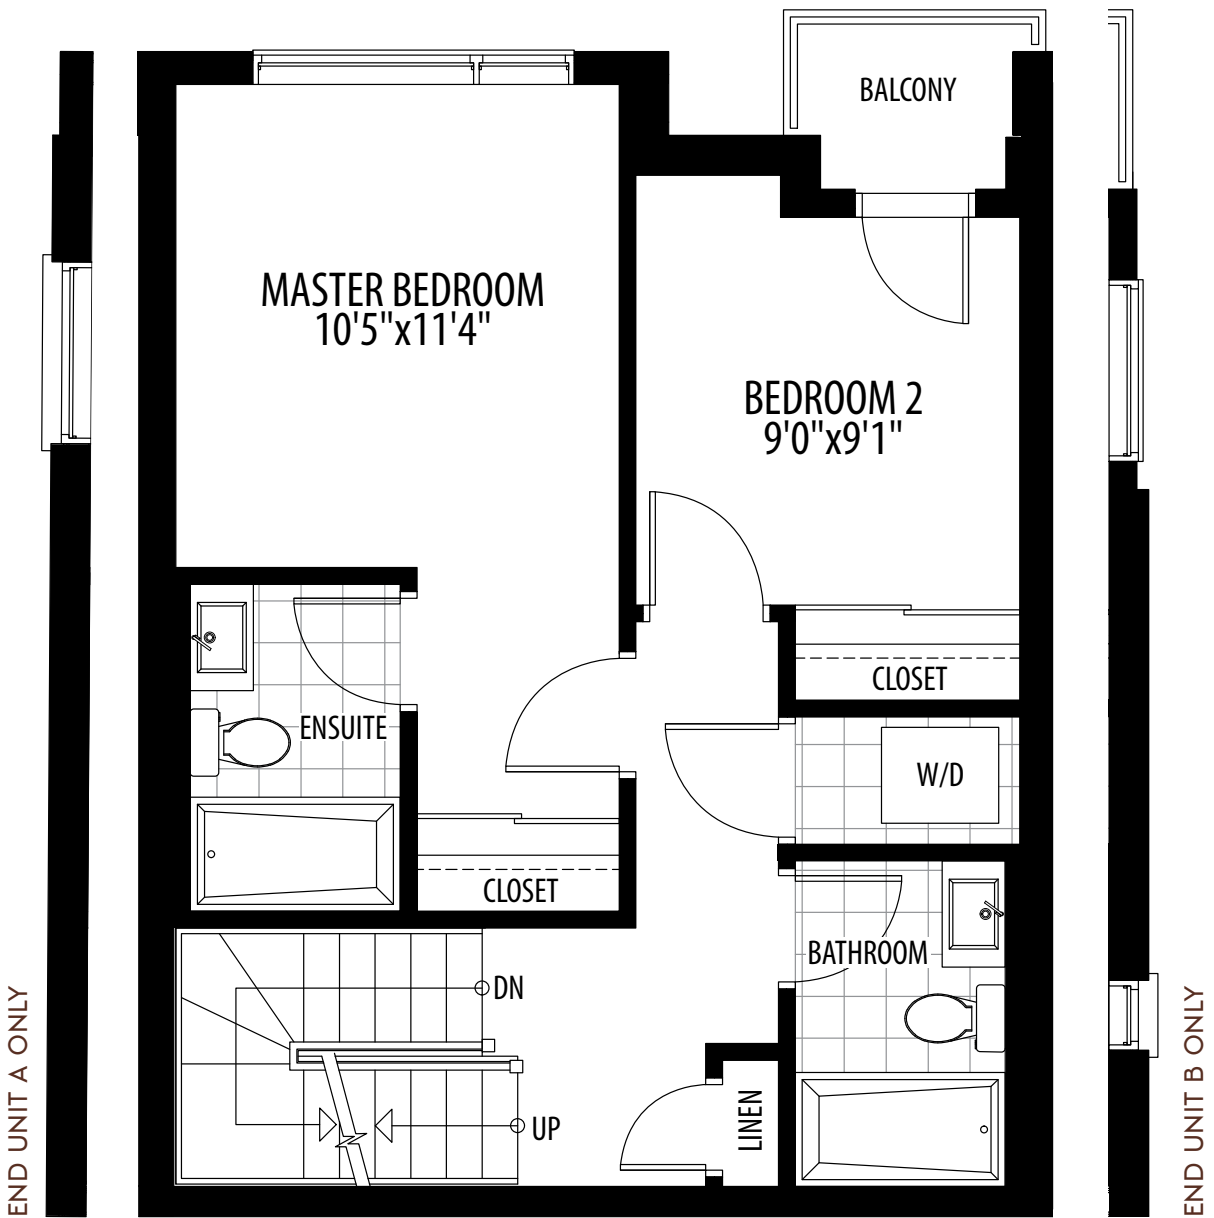 BALCONY
MASTER BEDROOM
10'5"x11'4"
BEDROOM 2
9'0"x9'1"
CLOSET
ENSUITE
W/D
CLOSET
BATHROOM
DN
UP
LINEN
END UNIT A ONLY
END UNIT B ONLY